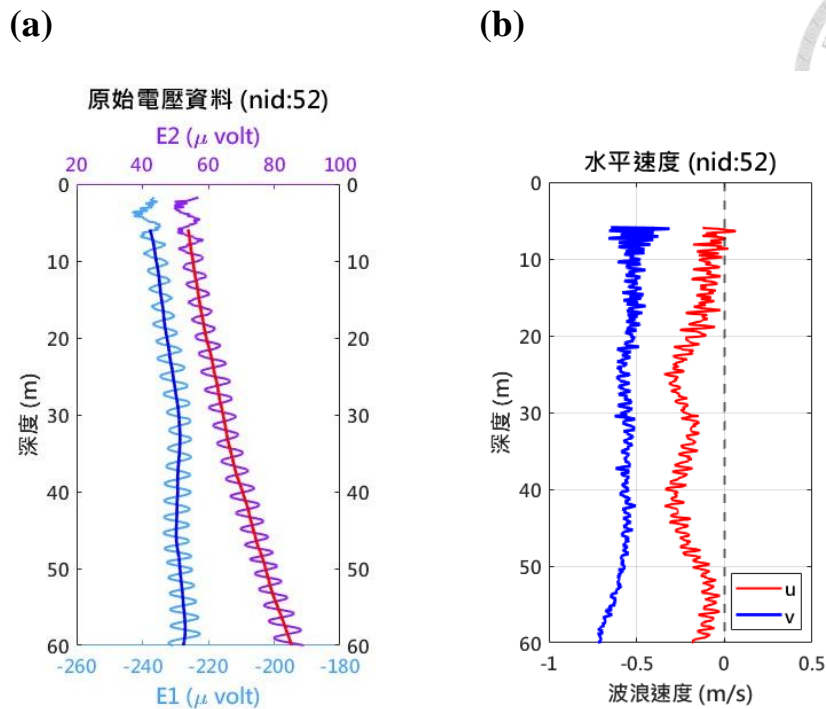 (a)
(b)
原始電壓資料 (nid:52)
E2 (μ volt)
20 40 60 80 100
0 0
10 10
20 20
30 30
40 40
50 50
60 60
深度 (m)
-260 -240 -220 -200 -180
E1 (μ volt)
水平速度 (nid:52)
0
10
20
30
40
50
60
深度 (m)
u
v
-1 -0.5 0 0.5
波浪速度 (m/s)